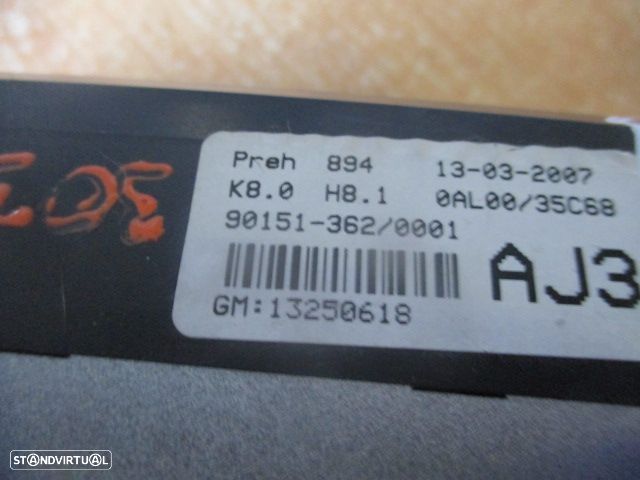 Preh 894 13-03-2007
K8.0 H8.1 0AL00/35C68
90151-362/0001
AJ3
GM:13250618
STANDVIRTUAL